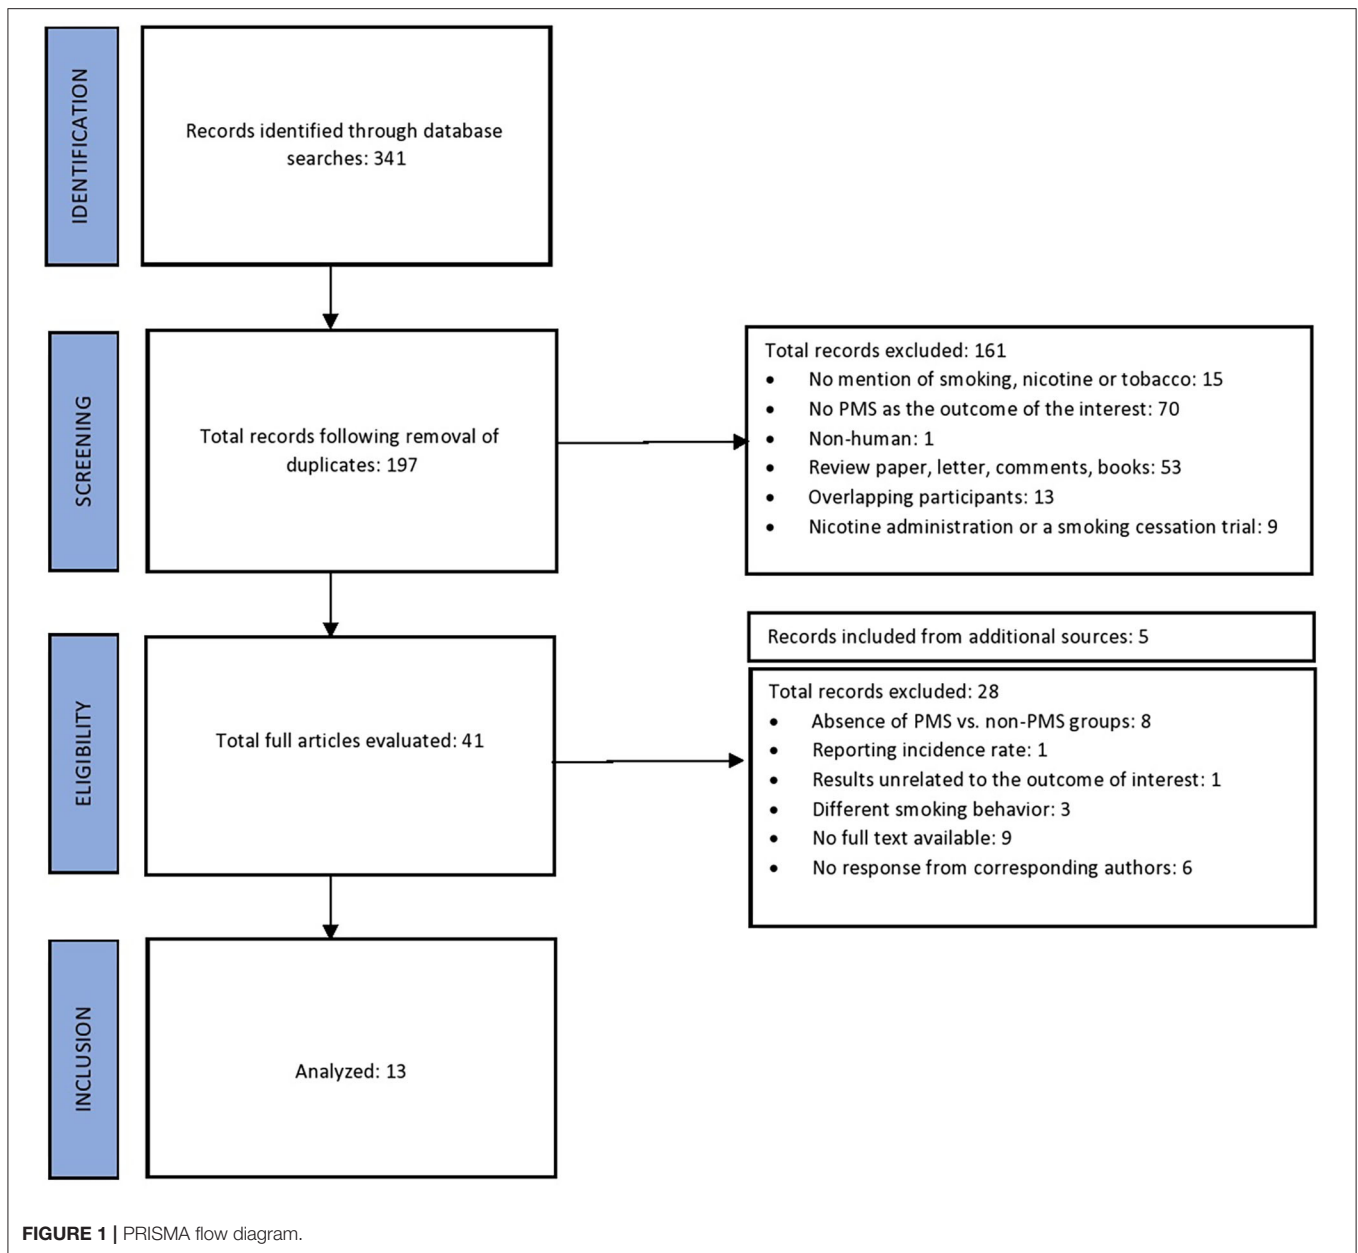 IDENTIFICATION
Records identified through database
searches: 341
SCREENING
Total records following removal of
duplicates: 197
Total records excluded: 161
• No mention of smoking, nicotine or tobacco: 15
• No PMS as the outcome of the interest: 70
• Non-human: 1
• Review paper, letter, comments, books: 53
• Overlapping participants: 13
• Nicotine administration or a smoking cessation trial: 9
ELIGIBILITY
Total full articles evaluated: 41
Records included from additional sources: 5
Total records excluded: 28
• Absence of PMS vs. non-PMS groups: 8
• Reporting incidence rate: 1
• Results unrelated to the outcome of interest: 1
• Different smoking behavior: 3
• No full text available: 9
• No response from corresponding authors: 6
INCLUSION
Analyzed: 13
FIGURE 1 | PRISMA flow diagram.